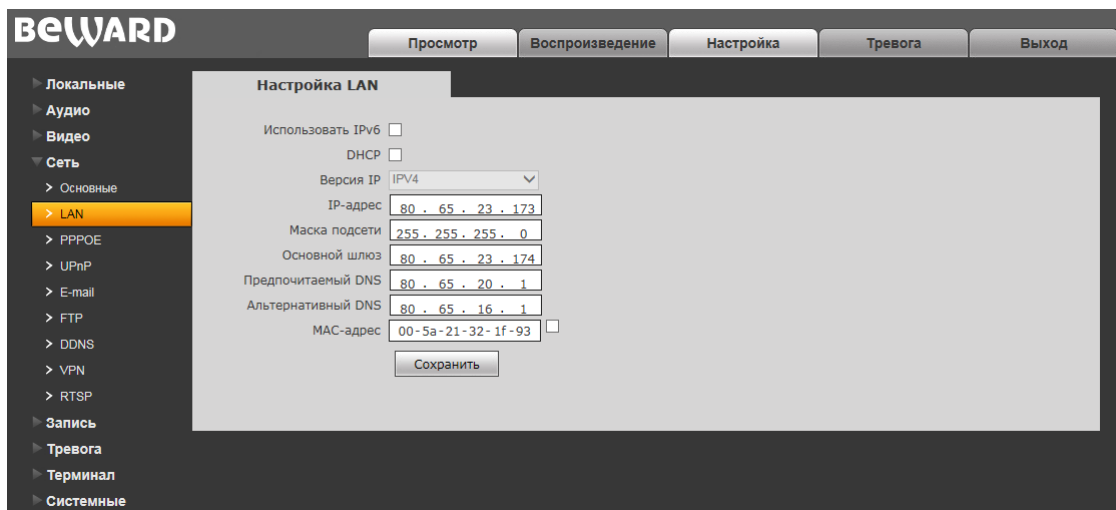 BEWARD
Просмотр Воспроизведение Настройка Тревога Выход
Локальные
Аудио
Видео
Сеть
Основные
LAN
PPPOE
UPnP
E-mail
FTP
DDNS
VPN
RTSP
Запись
Тревога
Терминал
Системные
Настройка LAN
Использовать IPv6
DHCP
Версия IP IPV4
IP-адрес 80 . 65 . 23 . 173
Маска подсети 255 . 255 . 255 . 0
Основной шлюз 80 . 65 . 23 . 174
Предпочитаемый DNS 80 . 65 . 20 . 1
Альтернативный DNS 80 . 65 . 16 . 1
MAC-адрес 00-5a-21-32-1f-93
Сохранить